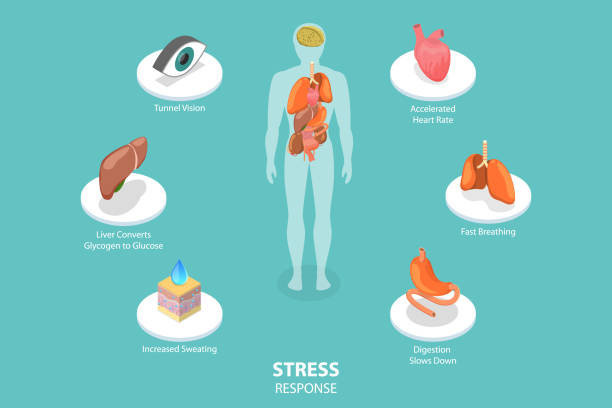 Tunnel Vision
Accelerated
Heart Rate
Liver Converts
Glycogen to Glucose
Fast Breathing
Increased Sweating
Digestion
Slows Down
STRESS
RESPONSE